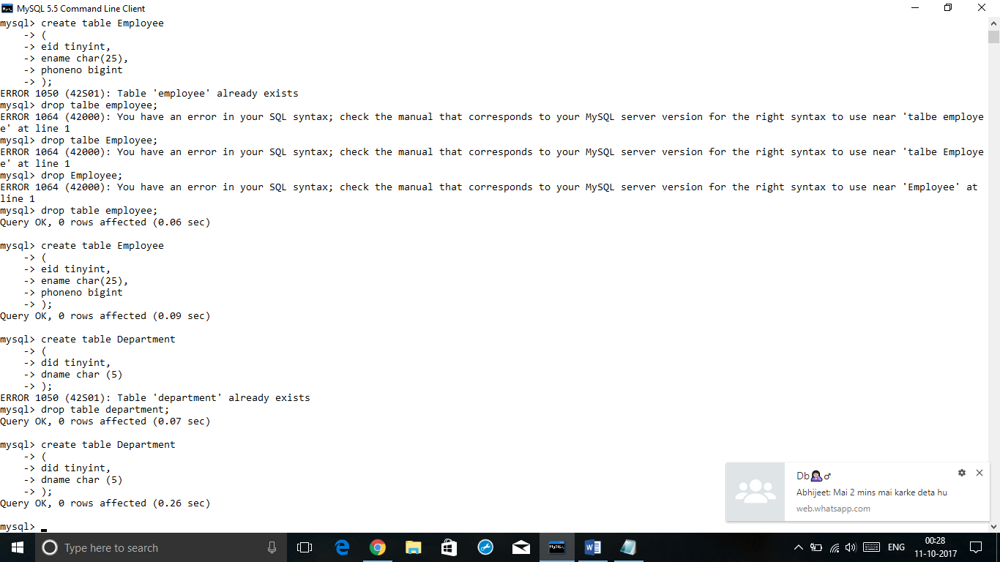 MySQL 5.5 Command Line Client
mysql> create table Employee
-> (
-> eid tinyint,
-> ename char(25),
-> phoneno bigint
-> );
ERROR 1050 (42S01): Table 'employee' already exists
mysql> drop talbe employee;
ERROR 1064 (42000): You have an error in your SQL syntax; check the manual that corresponds to your MySQL server version for the right syntax to use near 'talbe employe
e' at line 1
mysql> drop talbe Employee;
ERROR 1064 (42000): You have an error in your SQL syntax; check the manual that corresponds to your MySQL server version for the right syntax to use near 'talbe Employe
e' at line 1
mysql> drop Employee;
ERROR 1064 (42000): You have an error in your SQL syntax; check the manual that corresponds to your MySQL server version for the right syntax to use near 'Employee' at
line 1
mysql> drop table employee;
Query OK, 0 rows affected (0.06 sec)
mysql> create table Employee
-> (
-> eid tinyint,
-> ename char(25),
-> phoneno bigint
-> );
Query OK, 0 rows affected (0.09 sec)
mysql> create table Department
-> (
-> did tinyint,
-> dname char (5)
-> );
ERROR 1050 (42S01): Table 'department' already exists
mysql> drop table department;
Query OK, 0 rows affected (0.07 sec)
mysql> create table Department
-> (
-> did tinyint,
-> dname char (5)
-> );
Query OK, 0 rows affected (0.26 sec)
mysql>
Db🤦🏻‍♂
Abhijeet: Mai 2 mins mai karke deta hu
web.whatsapp.com
Type here to search
ENG
00:28
11-10-2017